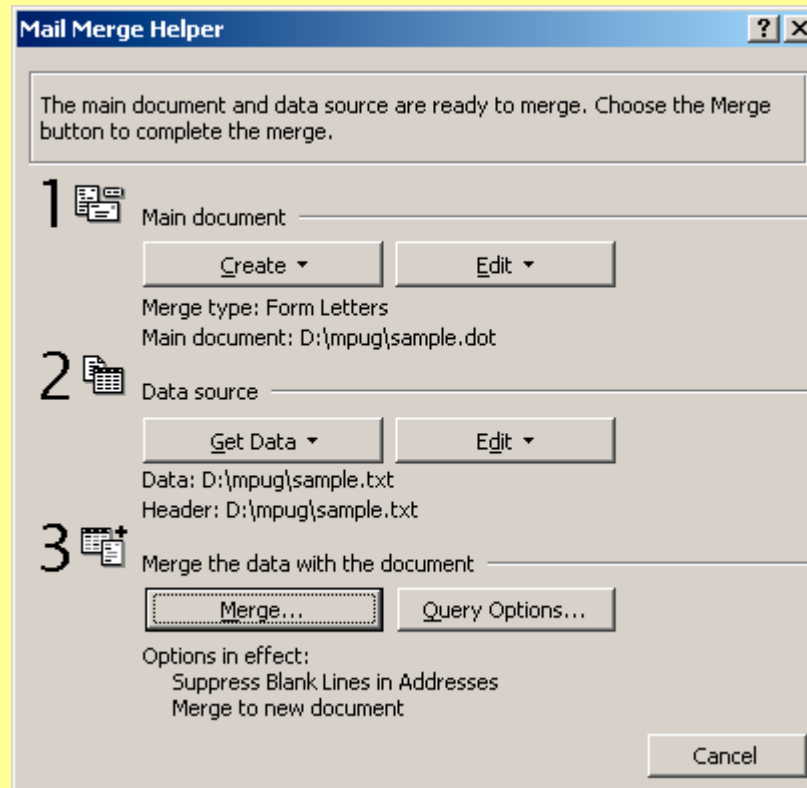 Mail Merge Helper
The main document and data source are ready to merge. Choose the Merge
button to complete the merge.
1
Main document
Create
Edit
Merge type: Form Letters
Main document: D:\mpug\sample.dot
2
Data source
Get Data
Edit
Data: D:\mpug\sample.txt
Header: D:\mpug\sample.txt
3
Merge the data with the document
Merge...
Query Options...
Options in effect:
Suppress Blank Lines in Addresses
Merge to new document
Cancel